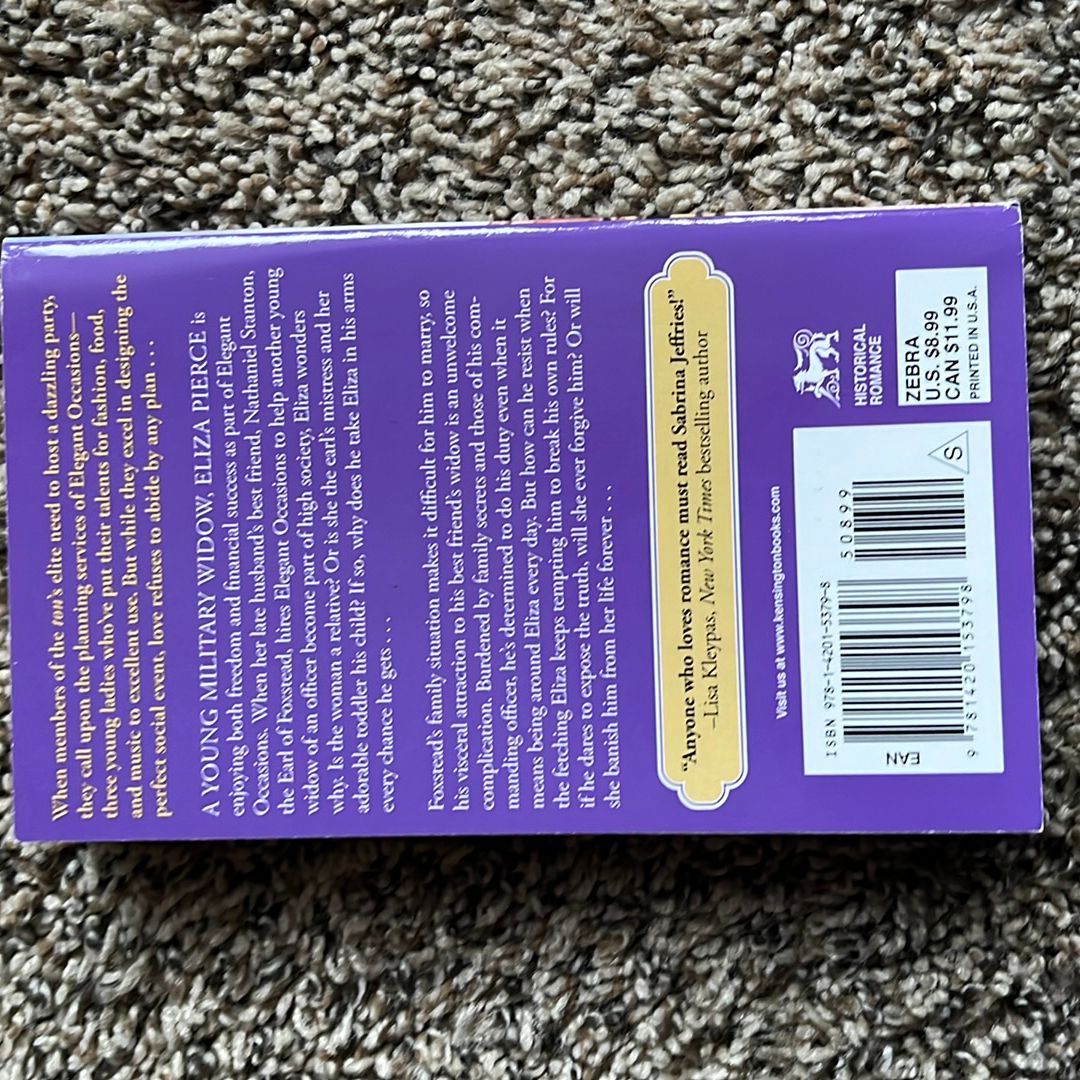 When members of the ton's elite need to host a dazzling party,
they call upon the planning services of Elegant Occasions—
three young ladies who've put their talents for fashion, food,
and music to excellent use. But while they excel in designing the
perfect social event, love refuses to abide by any plan . . .
A YOUNG MILITARY WIDOW, ELIZA PIERCE is
enjoying both freedom and financial success as part of Elegant
Occasions. When her late husband's best friend, Nathaniel Stanton,
the Earl of Foxstead, hires Elegant Occasions to help another young
widow of an officer become part of high society, Eliza wonders
why. Is the woman a relative? Or is she the earl's mistress and her
adorable toddler his child? If so, why does he take Eliza in his arms
every chance he gets . . .
Foxstead's family situation makes it difficult for him to marry, so
his visceral attraction to his best friend's widow is an unwelcome
complication. Burdened by family secrets and those of his com-
manding officer, he's determined to do his duty even when it
means being around Eliza every day. But how can he resist when
the fetching Eliza keeps tempting him to break his own rules? For
if he dares to expose the truth, will she ever forgive him? Or will
she banish him from her life forever . . .
"Anyone who loves romance must read Sabrina Jeffries!"
–Lisa Kleypas, New York Times bestselling author
Visit us at www.kensingtonbooks.com
HISTORICAL
ROMANCE
ISBN 978-1-4201-5379-8
50899
EAN
9 781420 153798
S
ZEBRA
U.S. $8.99
CAN $11.99
PRINTED IN U.S.A.